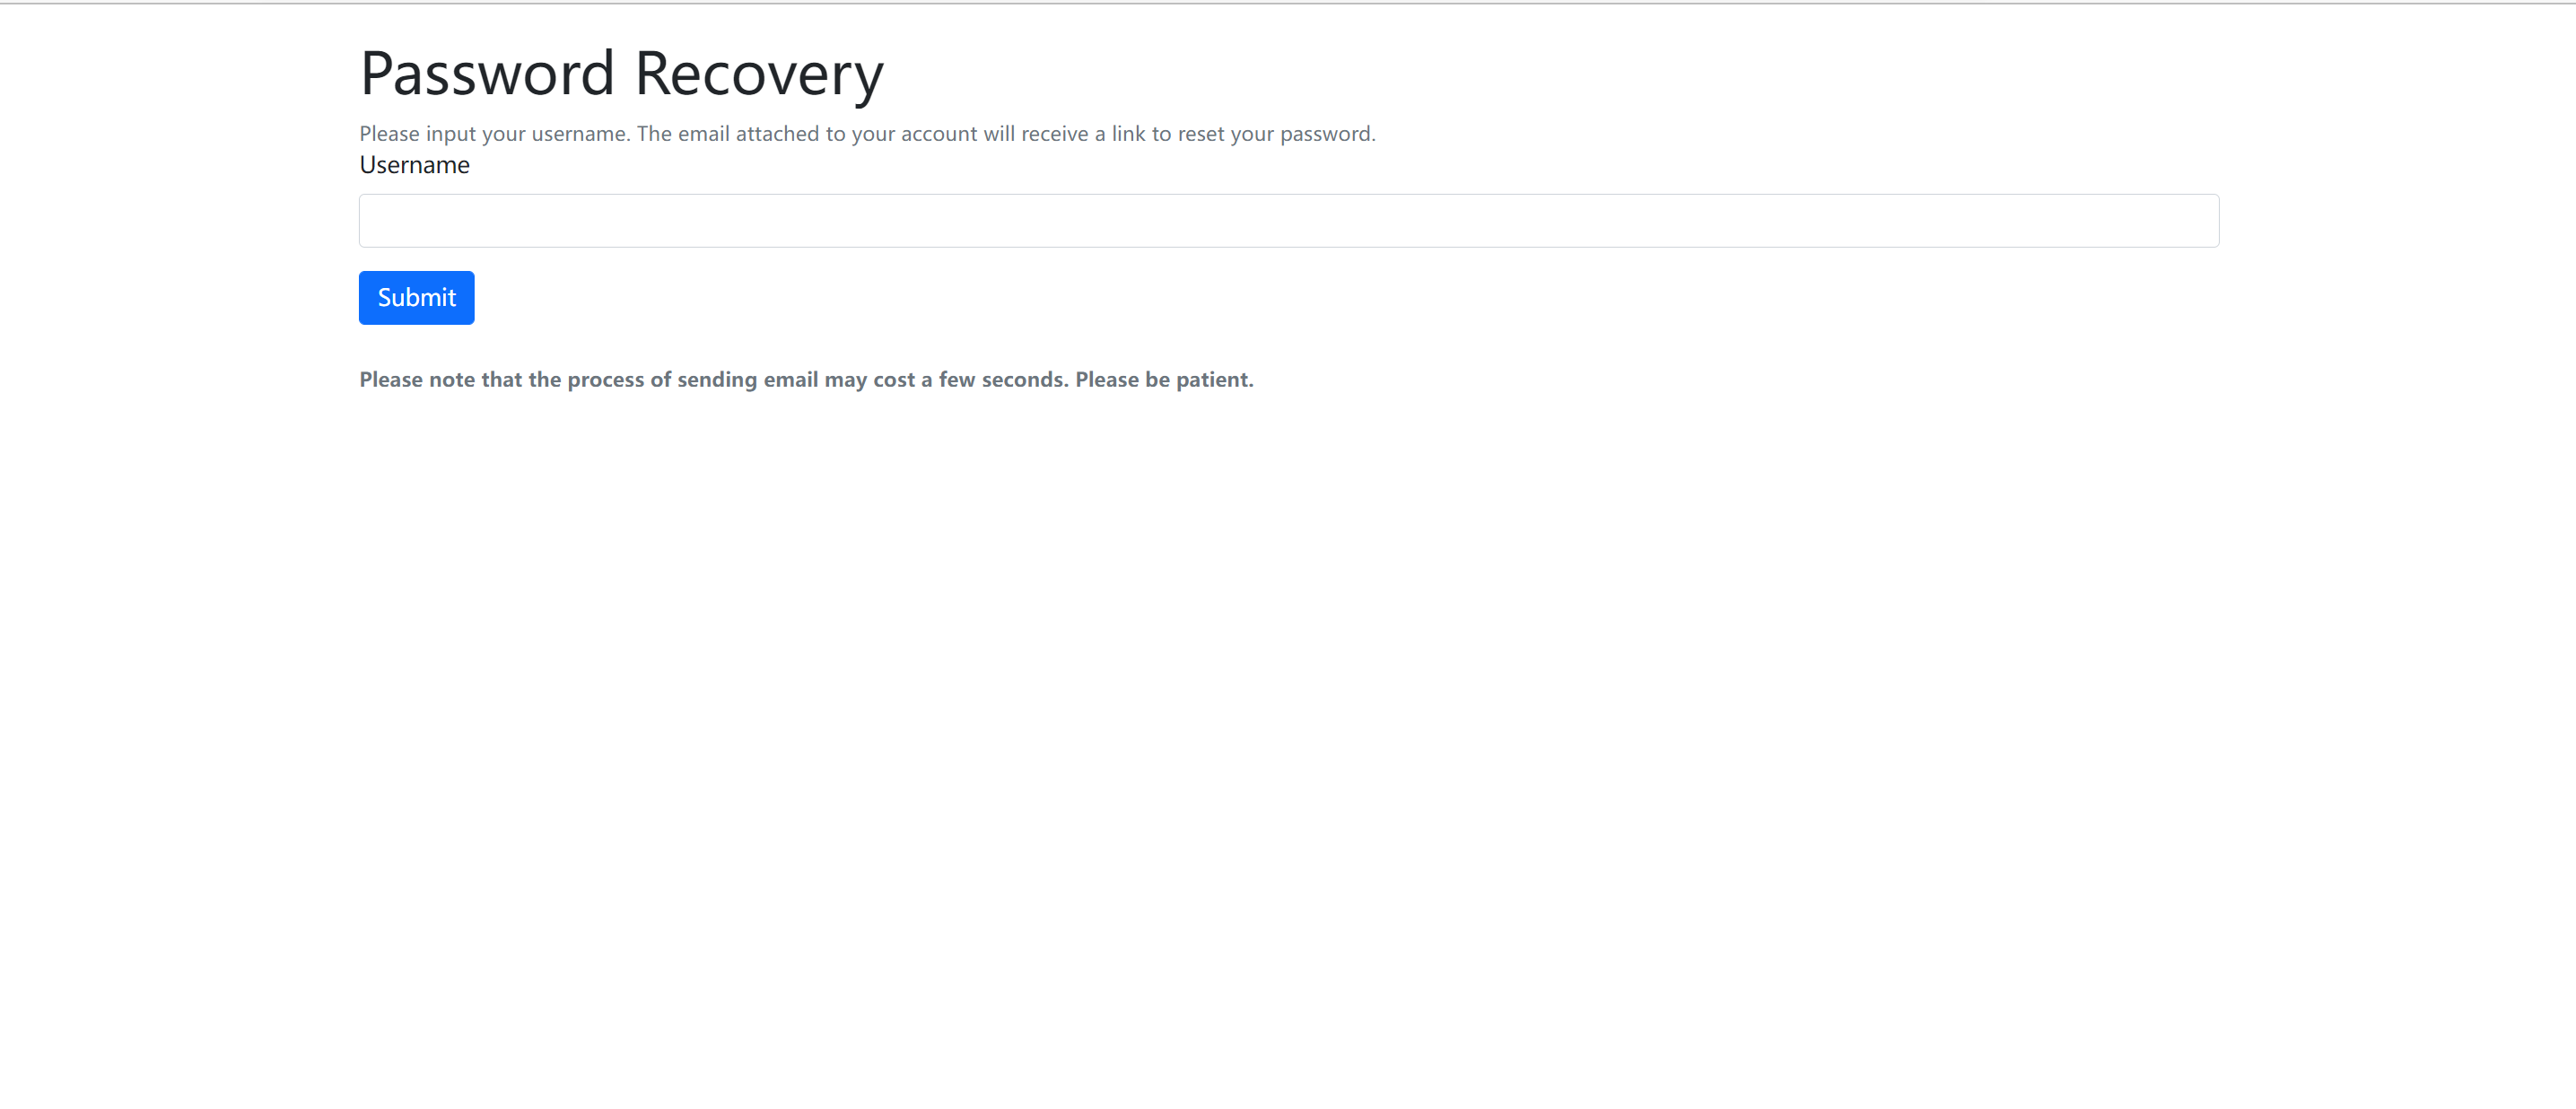 Password Recovery
Please input your username. The email attached to your account will receive a link to reset your password.
Username
Submit
Please note that the process of sending email may cost a few seconds. Please be patient.